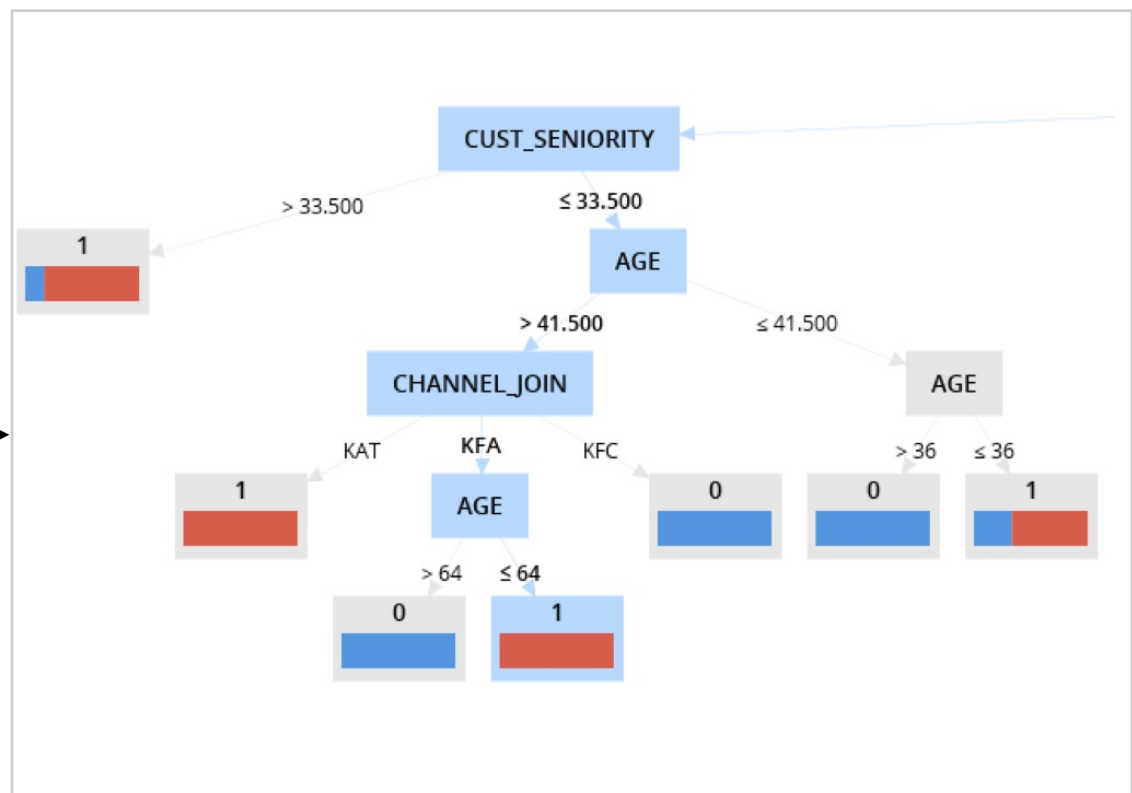 CUST_SENIORITY
> 33.500
≤ 33.500
1
AGE
> 41.500
≤ 41.500
CHANNEL_JOIN
AGE
KAT
KFA
KFC
> 36
≤ 36
1
AGE
0
0
1
> 64
≤ 64
0
1